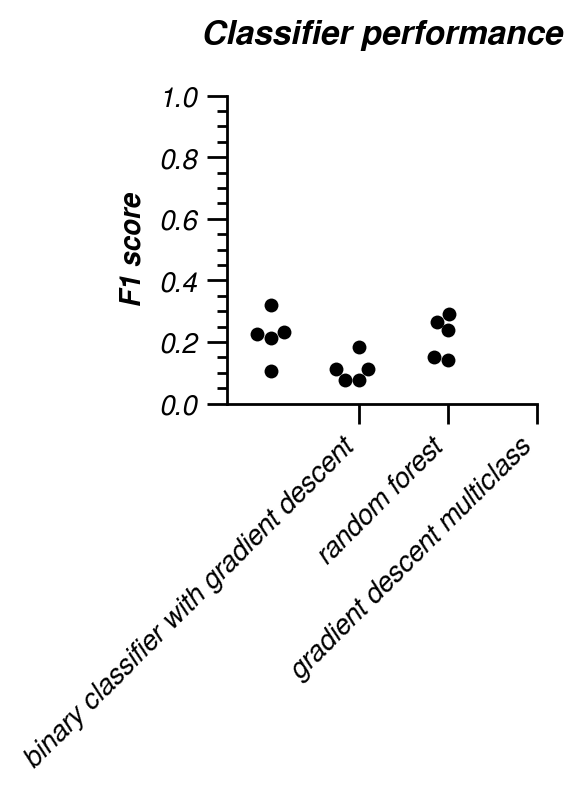 Classifier performance
F1 score
1.0
0.8
0.6
0.4
0.2
0.0
binary classifier with gradient descent
random forest
gradient descent multiclass